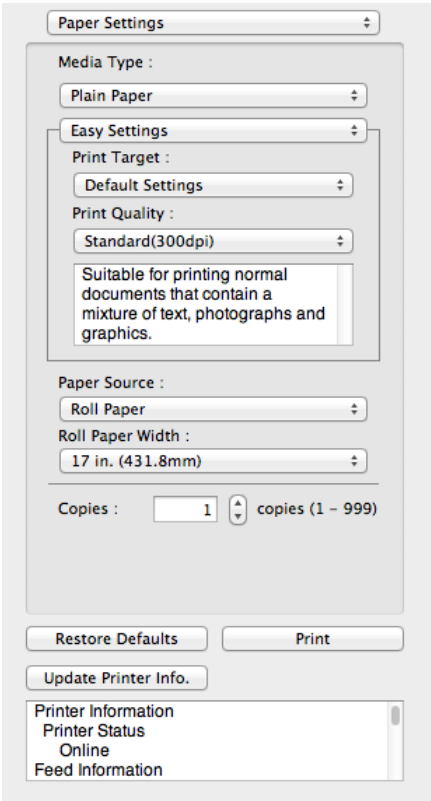 Paper Settings
Media Type :
Plain Paper
Easy Settings
Print Target :
Default Settings
Print Quality :
Standard(300dpi)
Suitable for printing normal
documents that contain a
mixture of text, photographs and
graphics.
Paper Source :
Roll Paper
Roll Paper Width :
17 in. (431.8mm)
Copies : 1 copies (1 – 999)
Restore Defaults Print
Update Printer Info.
Printer Information
Printer Status
Online
Feed Information